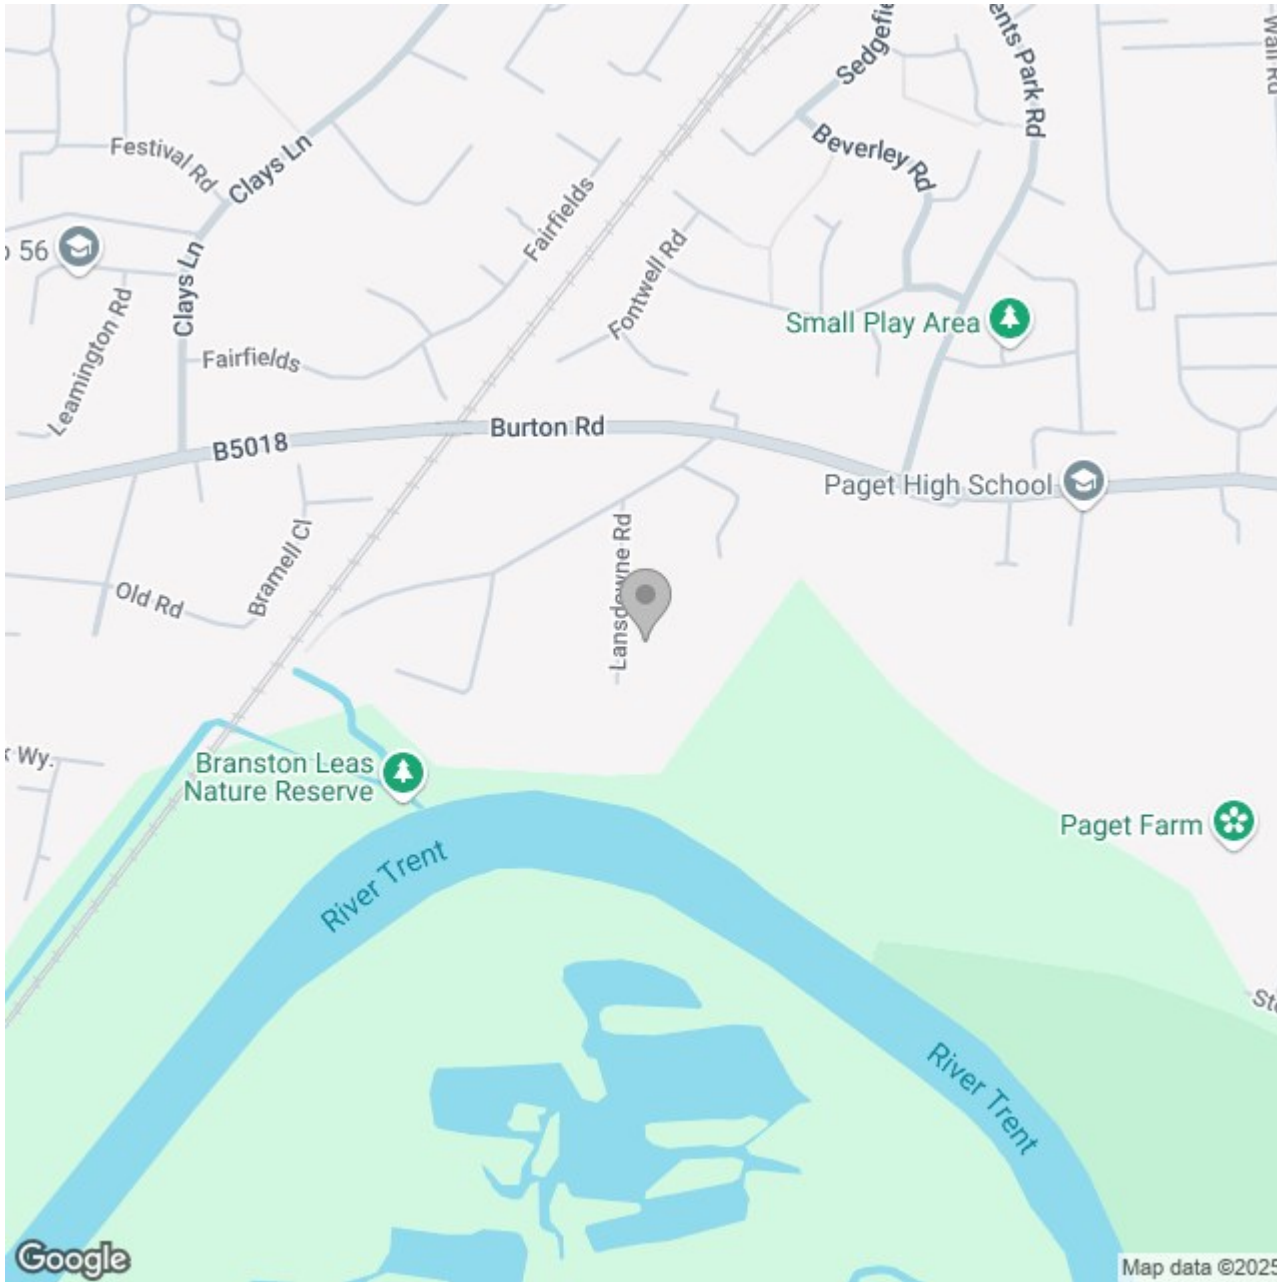 Sedgefie
ents Park Rd
Wall Rd
Festival Rd
Clays Ln
Beverley Rd
Fairfields
56
Clays Ln
Fontwell Rd
Leamington Rd
Small Play Area
Fairfields
B5018
Burton Rd
Paget High School
Bramell Cl
Lansdowne Rd
Old Rd
Wy.
Branston Leas
Nature Reserve
Paget Farm
River Trent
River Trent
Google
Map data ©2025